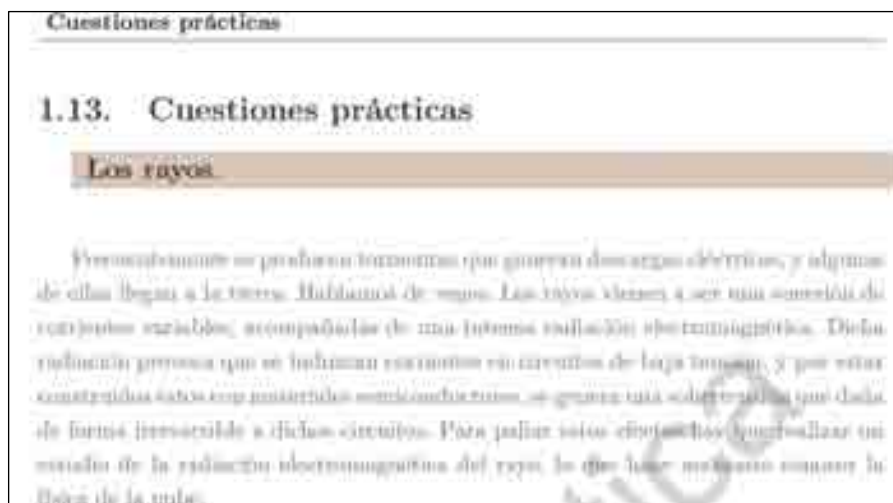 Cuestiones prácticas
1.13. Cuestiones prácticas
Los rayos.
se producen tormentas que generan descargas eléctricas, y algunas
de ellas llegan a la tierra. Hablamos de rayos. Los rayos vienen a ser una sucesión de
corrientes variables, acompañadas de una intensa radiación electromagnética. Dicha
radiación provoca que se induzcan corrientes en circuitos de baja tensión, y por estar
construidos estos con materiales semiconductores, se genera una que daña
de forma irreversible a dichos circuitos. Para paliar estos efectos hay que realizar un
estudio de la radiación electromagnética del rayo, lo que hace necesario conocer la
física de la nube.